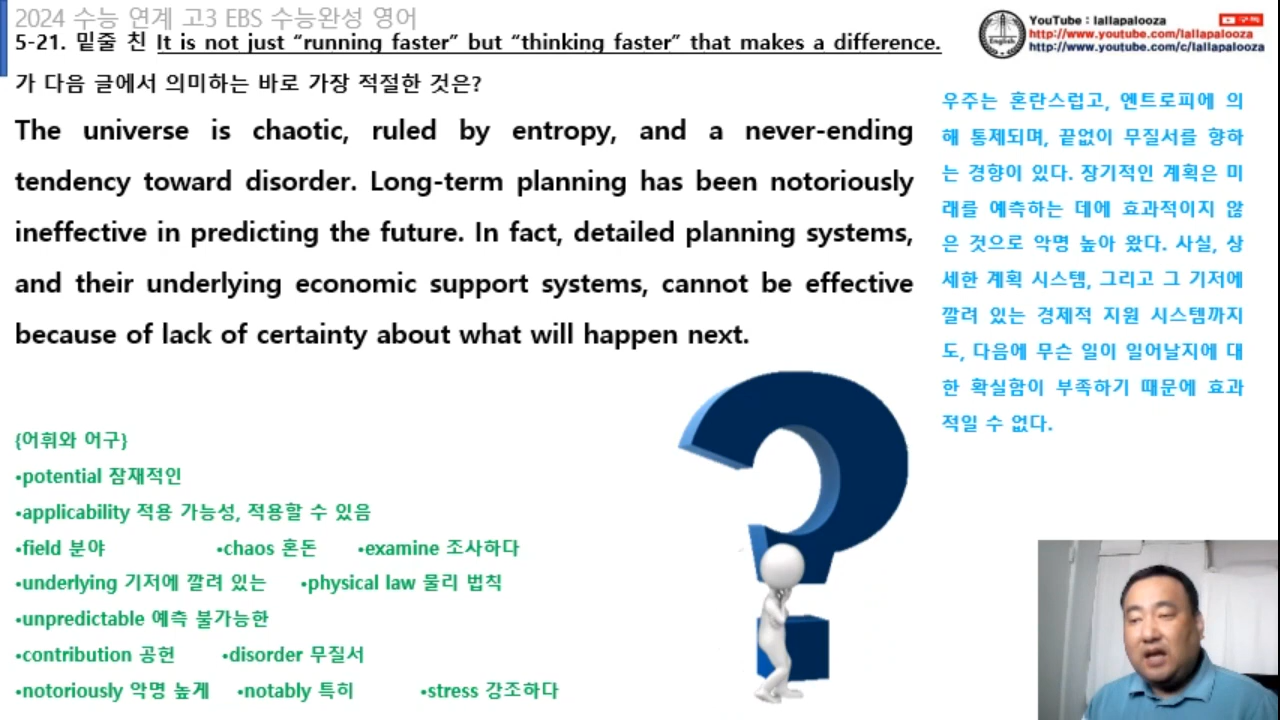 2024 수능 연계 고3 EBS 수능완성 영어
5-21. 밑줄 친 It is not just “running faster” but “thinking faster” that makes a difference.
가 다음 글에서 의미하는 바로 가장 적절한 것은?
The universe is chaotic, ruled by entropy, and a never-ending
tendency toward disorder. Long-term planning has been notoriously
ineffective in predicting the future. In fact, detailed planning systems,
and their underlying economic support systems, cannot be effective
because of lack of certainty about what will happen next.
{어휘와 어구}
•potential 잠재적인
•applicability 적용 가능성, 적용할 수 있음
•field 분야 •chaos 혼돈 •examine 조사하다
•underlying 기저에 깔려 있는 •physical law 물리 법칙
•unpredictable 예측 불가능한
•contribution 공헌 •disorder 무질서
•notoriously 악명 높게 •notably 특히 •stress 강조하다
English
YouTube : lallapalooza
구독
http://www.youtube.com/lallapalooza
http://www.youtube.com/c/lallapalooza
우주는 혼란스럽고, 엔트로피에 의
해 통제되며, 끝없이 무질서를 향하
는 경향이 있다. 장기적인 계획은 미
래를 예측하는 데에 효과적이지 않
은 것으로 악명 높아 왔다. 사실, 상
세한 계획 시스템, 그리고 그 기저에
깔려 있는 경제적 지원 시스템까지
도, 다음에 무슨 일이 일어날지에 대
한 확실함이 부족하기 때문에 효과
적일 수 없다.